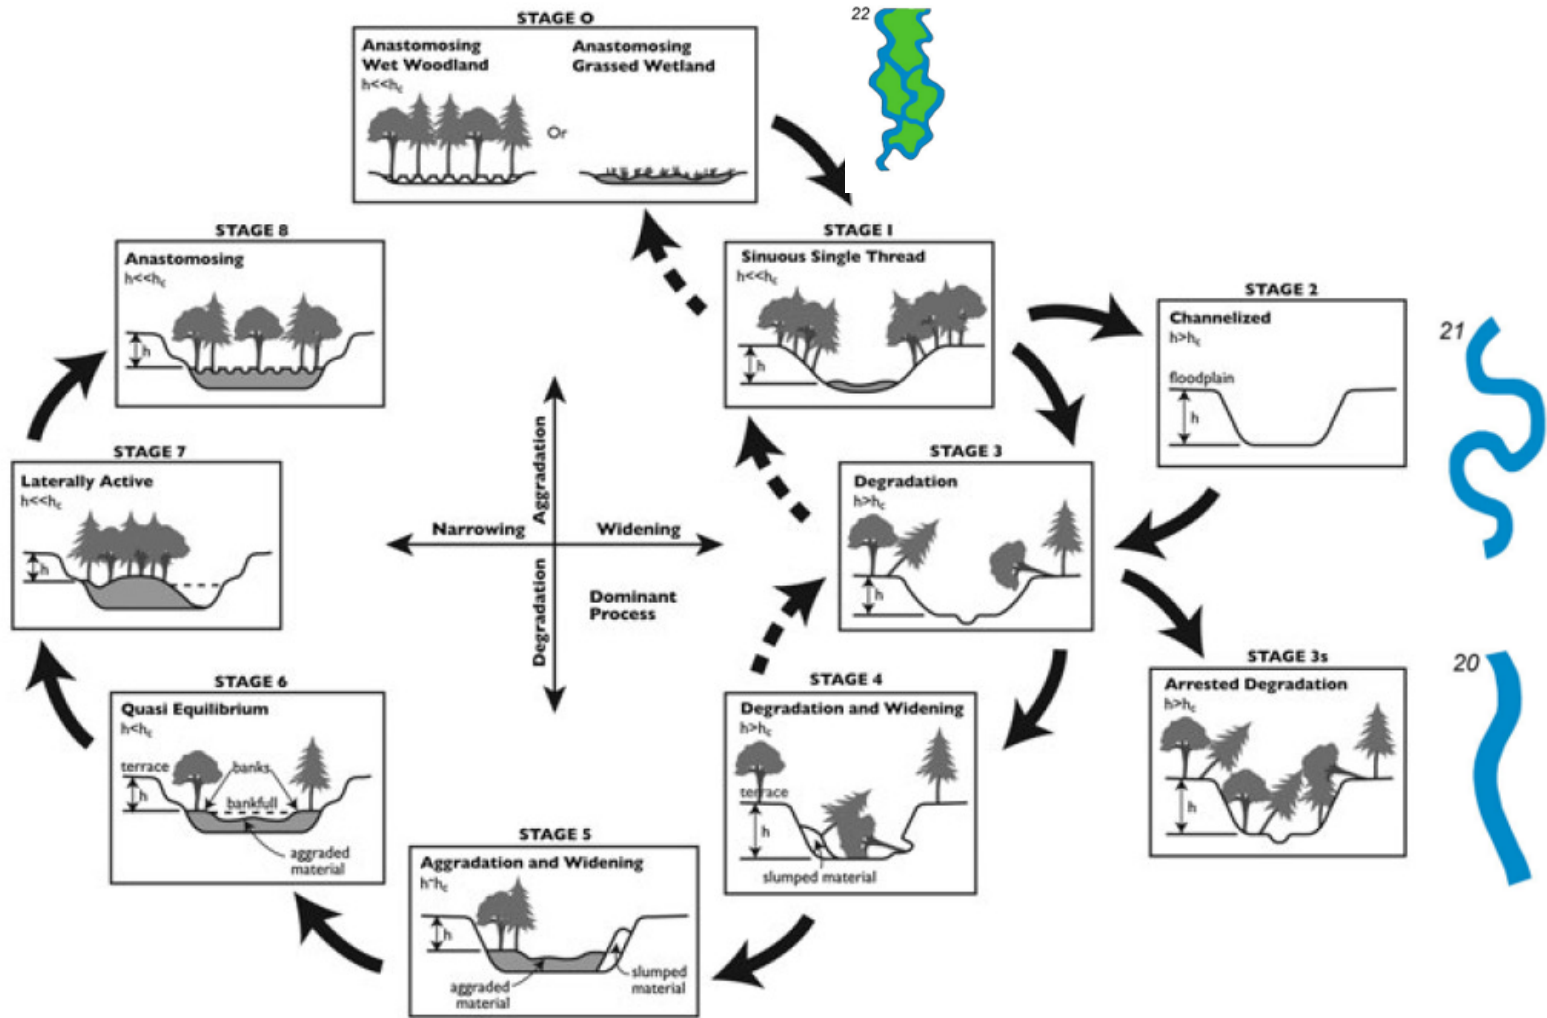 STAGE O
Anastomosing
Wet Woodland
h<<hc
Or
Anastomosing
Grassed Wetland
22
STAGE 8
Anastomosing
h<<hc
h
STAGE I
Sinuous Single Thread
h<<hc
h
STAGE 2
Channelized
h>hc
floodplain
h
21
STAGE 7
Laterally Active
h<<hc
h
Aggradation
Narrowing
Widening
Degradation
Dominant
Process
STAGE 3
Degradation
h>hc
h
STAGE 3s
Arrested Degradation
h>hc
h
20
STAGE 6
Quasi Equilibrium
h<hc
terrace
banks
h
bankfull
aggraded
material
STAGE 4
Degradation and Widening
h>hc
terrace
h
slumped material
STAGE 5
Aggradation and Widening
h~hc
h
aggraded
material
slumped
material